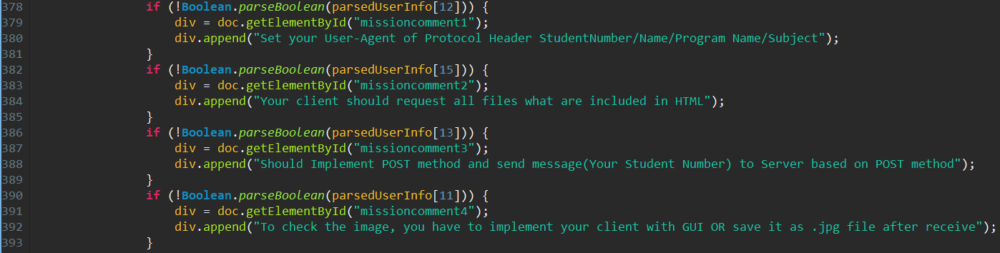 378 if (!Boolean.parseBoolean(parsedUserInfo[12])) {
379 div = doc.getElementById("missioncomment1");
380 div.append("Set your User-Agent of Protocol Header StudentNumber/Name/Program Name/Subject");
381 }
382 if (!Boolean.parseBoolean(parsedUserInfo[15])) {
383 div = doc.getElementById("missioncomment2");
384 div.append("Your client should request all files what are included in HTML");
385 }
386 if (!Boolean.parseBoolean(parsedUserInfo[13])) {
387 div = doc.getElementById("missioncomment3");
388 div.append("Should Implement POST method and send message(Your Student Number) to Server based on POST method");
389 }
390 if (!Boolean.parseBoolean(parsedUserInfo[11])) {
391 div = doc.getElementById("missioncomment4");
392 div.append("To check the image, you have to implement your client with GUI OR save it as .jpg file after receive");
393 }